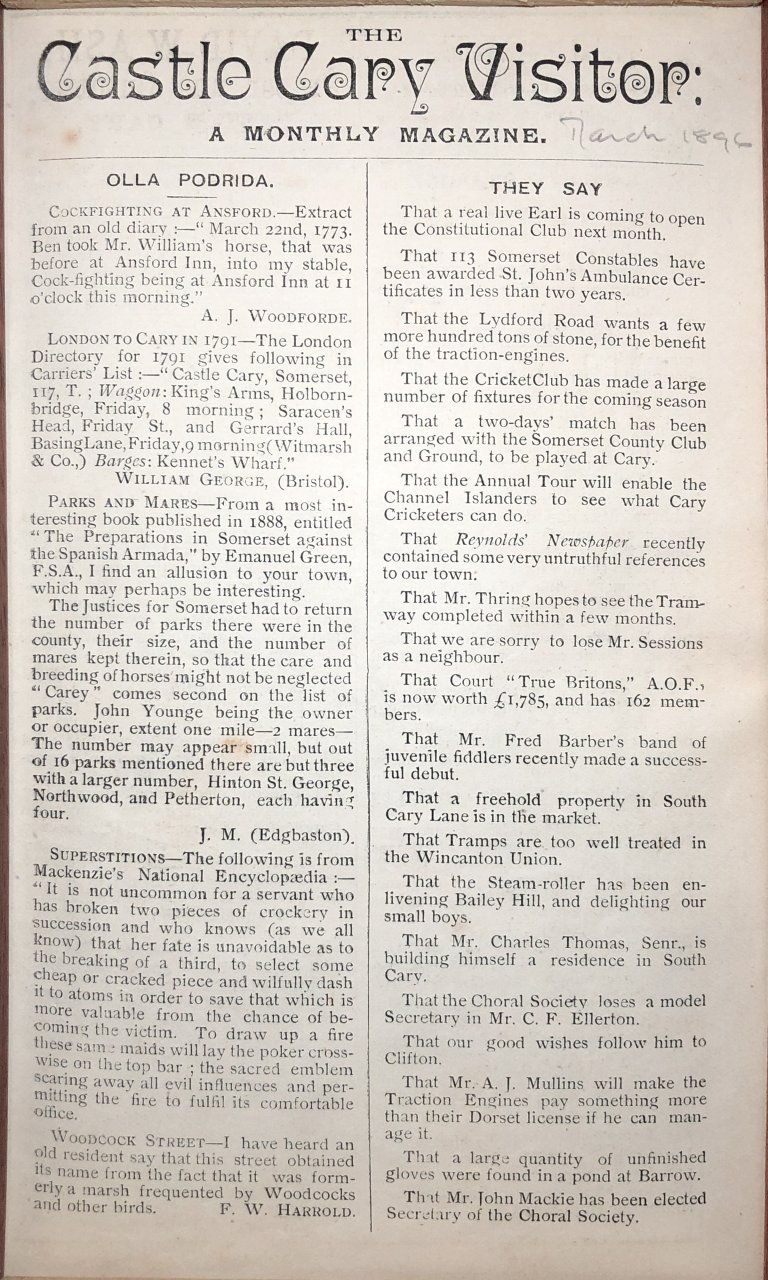 THE
Castle Cary Visitor:
A MONTHLY MAGAZINE.
March 1896
OLLA PODRIDA.
COCKFIGHTING AT ANSFORD.—Extract
from an old diary :—“ March 22nd, 1773.
Ben took Mr. William's horse, that was
before at Ansford Inn, into my stable,
Cock-fighting being at Ansford Inn at 11
o'clock this morning.”
A. J. WOODFORDE.
LONDON TO CARY IN 1791—The London
Directory for 1791 gives following in
Carriers' List :—“ Castle Cary, Somerset,
117, T. ; Waggon: King's Arms, Holborn-
bridge, Friday, 8 morning ; Saracen's
Head, Friday St., and Gerrard's Hall,
Basing Lane, Friday, 9 morning (Witmarsh
& Co.,) Barges: Kennet's Wharf.”
WILLIAM GEORGE, (Bristol).
PARKS AND MARES—From a most in-
teresting book published in 1888, entitled
“ The Preparations in Somerset against
the Spanish Armada,” by Emanuel Green,
F.S.A., I find an allusion to your town,
which may perhaps be interesting.
The Justices for Somerset had to return
the number of parks there were in the
county, their size, and the number of
mares kept therein, so that the care and
breeding of horses might not be neglected
“ Carey ” comes second on the list of
parks. John Younge being the owner
or occupier, extent one mile—2 mares—
The number may appear small, but out
of 16 parks mentioned there are but three
with a larger number, Hinton St. George,
Northwood, and Petherton, each having
four.
J. M. (Edgbaston).
SUPERSTITIONS—The following is from
Mackenzie's National Encyclopædia :—
“ It is not uncommon for a servant who
has broken two pieces of crockery in
succession and who knows (as we all
know) that her fate is unavoidable as to
the breaking of a third, to select some
cheap or cracked piece and wilfully dash
it to atoms in order to save that which is
more valuable from the chance of be-
coming the victim. To draw up a fire
these same maids will lay the poker cross-
wise on the top bar ; the sacred emblem
scaring away all evil influences and per-
mitting the fire to fulfil its comfortable
office.
WOODCOCK STREET—I have heard an
old resident say that this street obtained
its name from the fact that it was form-
erly a marsh frequented by Woodcocks
and other birds. F. W. HARROLD.
THEY SAY
That a real live Earl is coming to open
the Constitutional Club next month.
That 113 Somerset Constables have
been awarded St. John's Ambulance Cer-
tificates in less than two years.
That the Lydford Road wants a few
more hundred tons of stone, for the benefit
of the traction-engines.
That the CricketClub has made a large
number of fixtures for the coming season
That a two-days' match has been
arranged with the Somerset County Club
and Ground, to be played at Cary.
That the Annual Tour will enable the
Channel Islanders to see what Cary
Cricketers can do.
That Reynolds' Newspaper recently
contained some very untruthful references
to our town.
That Mr. Thring hopes to see the Tram-
way completed within a few months.
That we are sorry to lose Mr. Sessions
as a neighbour.
That Court “ True Britons,” A.O.F.,
is now worth £1,785, and has 162 mem-
bers.
That Mr. Fred Barber's band of
juvenile fiddlers recently made a success-
ful debut.
That a freehold property in South
Cary Lane is in the market.
That Tramps are too well treated in
the Wincanton Union.
That the Steam-roller has been en-
livening Bailey Hill, and delighting our
small boys.
That Mr. Charles Thomas, Senr., is
building himself a residence in South
Cary.
That the Choral Society loses a model
Secretary in Mr. C. F. Ellerton.
That our good wishes follow him to
Clifton.
That Mr. A. J. Mullins will make the
Traction Engines pay something more
than their Dorset license if he can man-
age it.
That a large quantity of unfinished
gloves were found in a pond at Barrow.
That Mr. John Mackie has been elected
Secretary of the Choral Society.